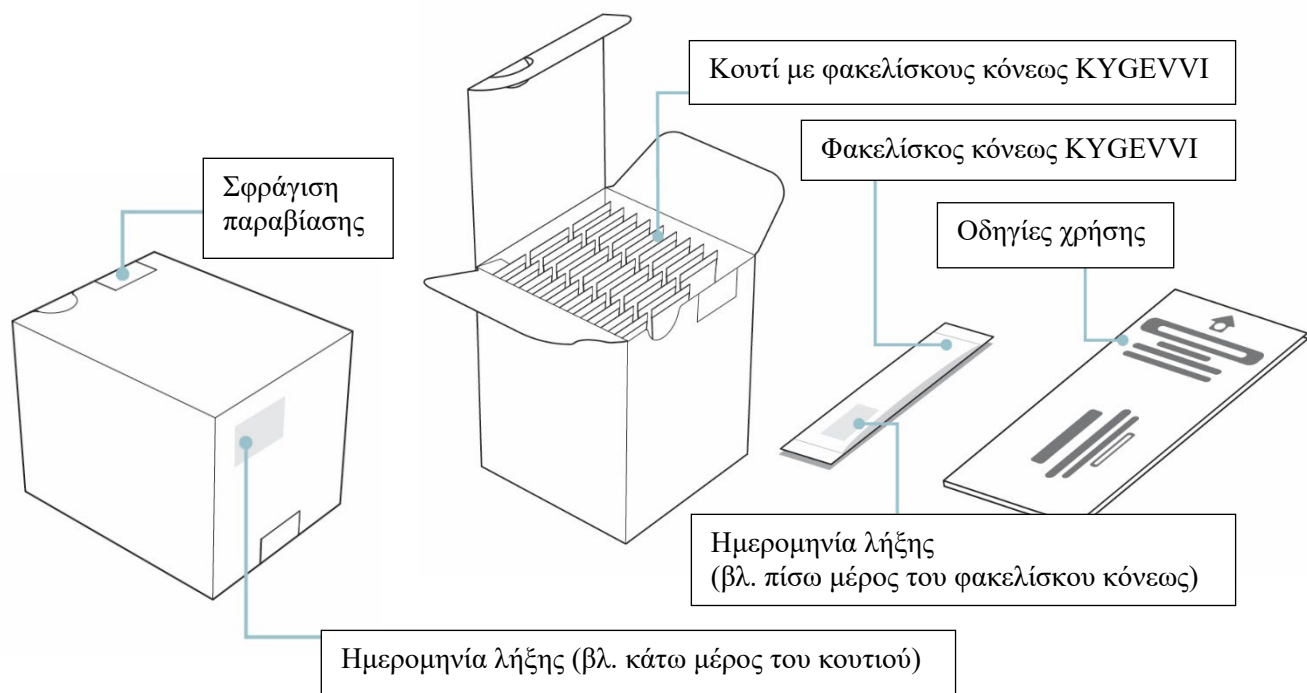 Κουτί με φακελίσκους κόνεως KYGEVVI
Φακελίσκος κόνεως KYGEVVI
Σφράγιση
παραβίασης
Οδηγίες χρήσης
Ημερομηνία λήξης
(βλ. πίσω μέρος του φακελίσκου κόνεως)
Ημερομηνία λήξης (βλ. κάτω μέρος του κουτιού)